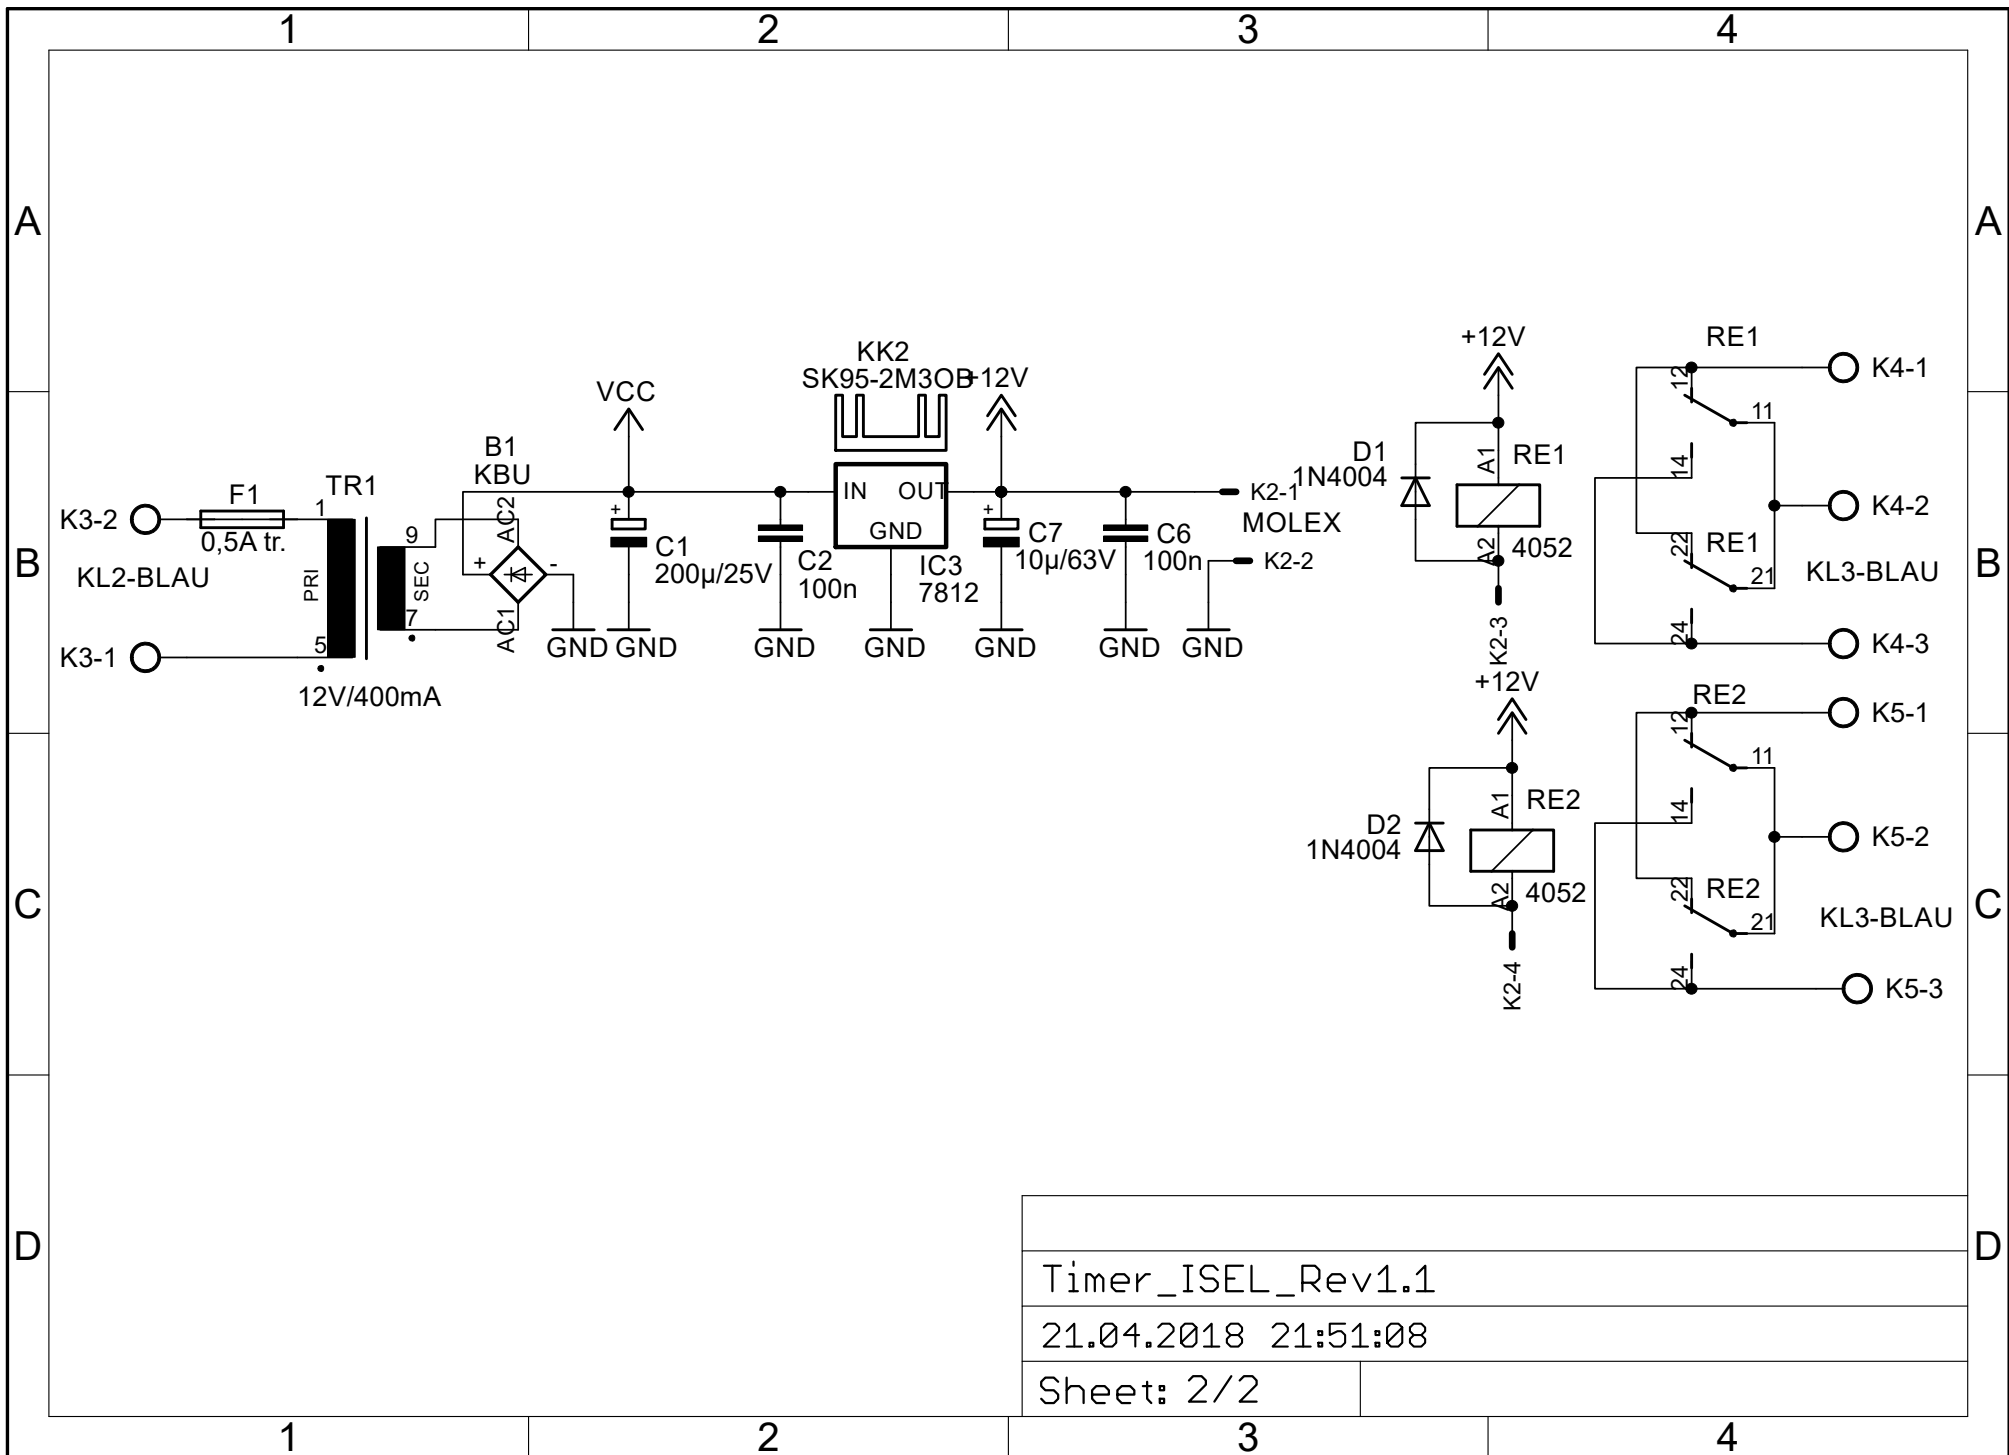 1 2 3 4
A A
B B
C C
D D
K3-2
F1
0,5A tr.
KL2-BLAU
K3-1
TR1
1
5
PRI
SEC
9
7
12V/400mA
B1
KBU
AC2
+ -
AC1
GND
VCC
+
C1
200µ/25V
GND
C2
100n
GND
KK2
SK95-2M3OB
IN OUT
GND
IC3
7812
GND
+12V
+
C7
10µ/63V
GND
C6
100n
GND
K2-1
MOLEX
K2-2
GND
+12V
D1
1N4004
A1
RE1
A2
4052
K2-3
+12V
D2
1N4004
A1
RE2
A2
4052
K2-4
RE1
12
11
14
K4-1
K4-2
22
RE1
21
KL3-BLAU
24
K4-3
RE2
12
11
14
K5-1
K5-2
22
RE2
21
KL3-BLAU
24
K5-3
Timer_ISEL_Rev1.1
21.04.2018 21:51:08
Sheet: 2/2
1 2 3 4